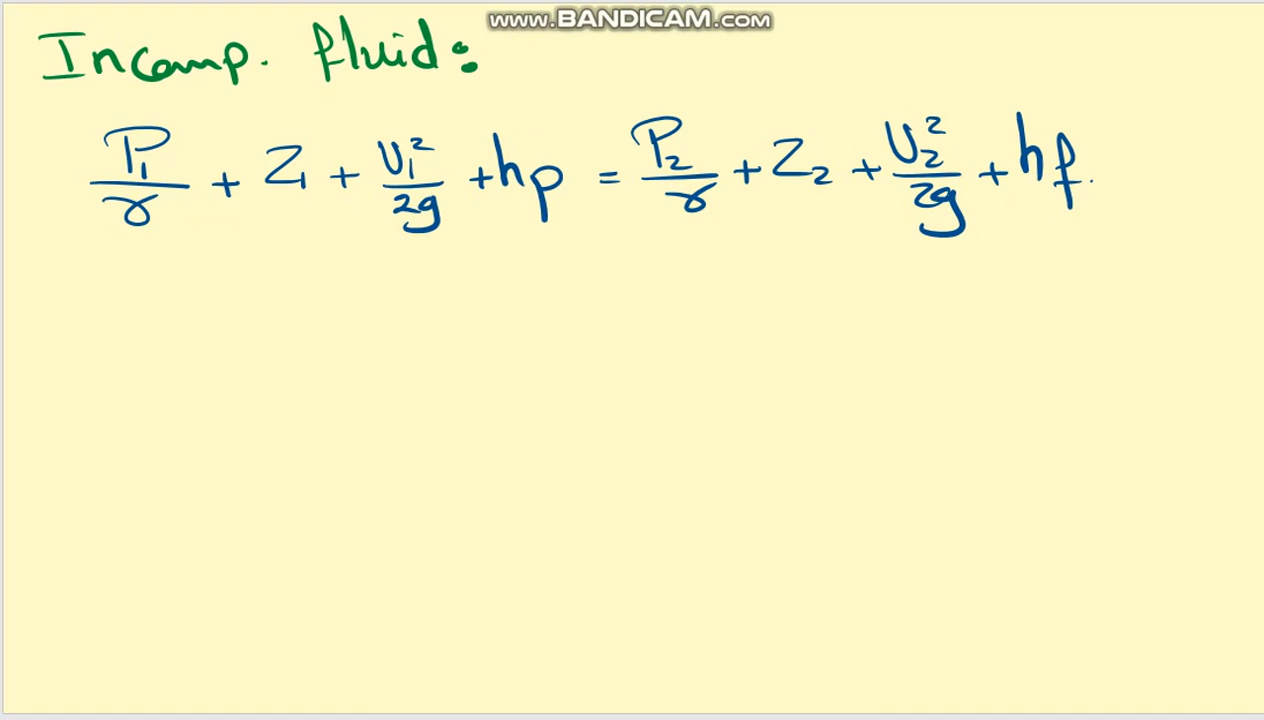 www.BANDICAM.com
Incomp. fluid:
P₁/γ + Z₁ + U₁²/2g + hp = P₂/γ + Z₂ + U₂²/2g + hf.